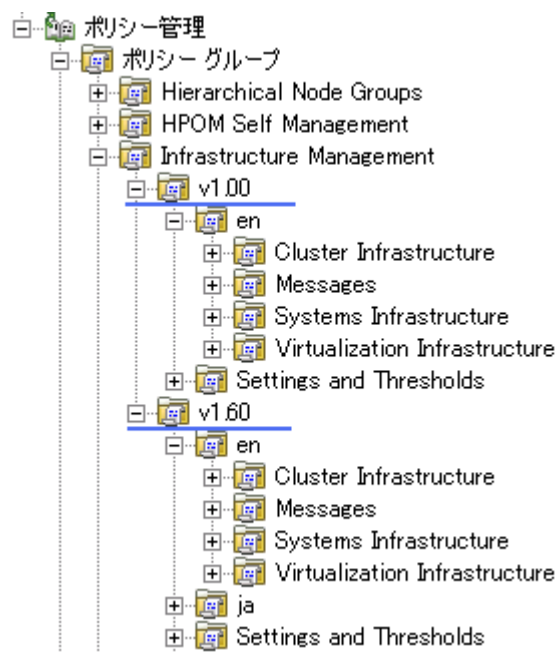 ポリシー管理
ポリシー グループ
Hierarchical Node Groups
HPOM Self Management
Infrastructure Management
v1.00
en
Cluster Infrastructure
Messages
Systems Infrastructure
Virtualization Infrastructure
Settings and Thresholds
v1.60
en
Cluster Infrastructure
Messages
Systems Infrastructure
Virtualization Infrastructure
ja
Settings and Thresholds